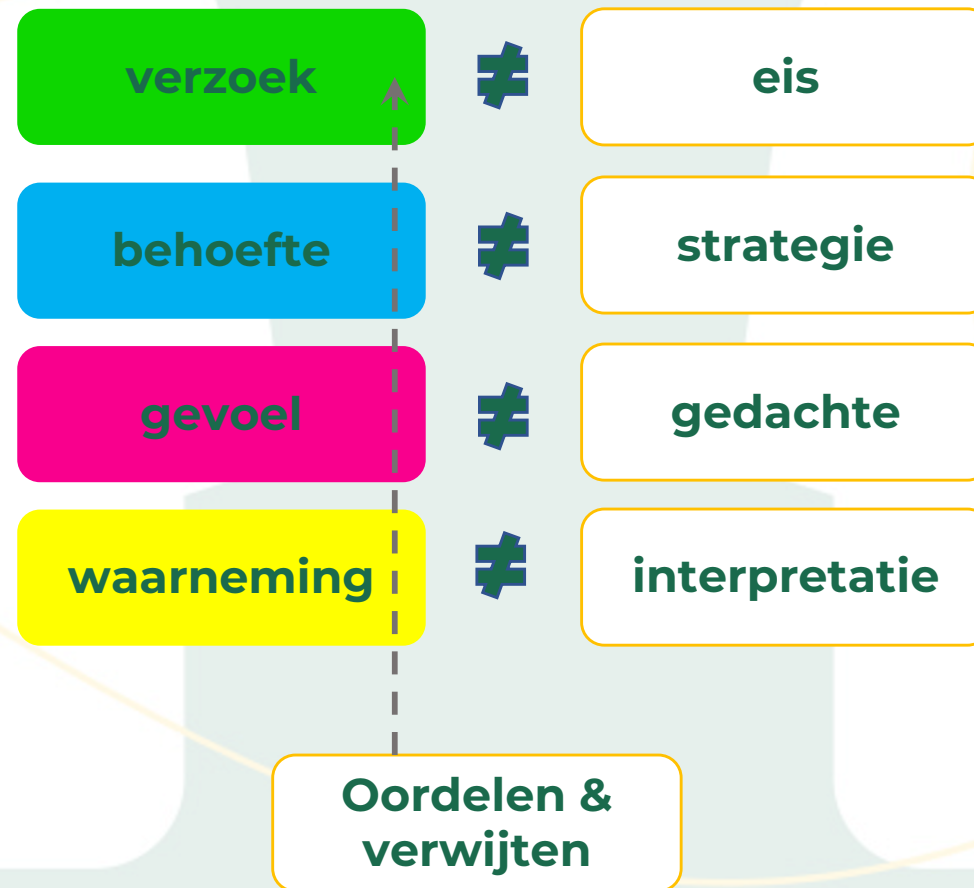 verzoek ≠ eis
behoefte ≠ strategie
gevoel ≠ gedachte
waarneming ≠ interpretatie
Oordelen &
verwijten